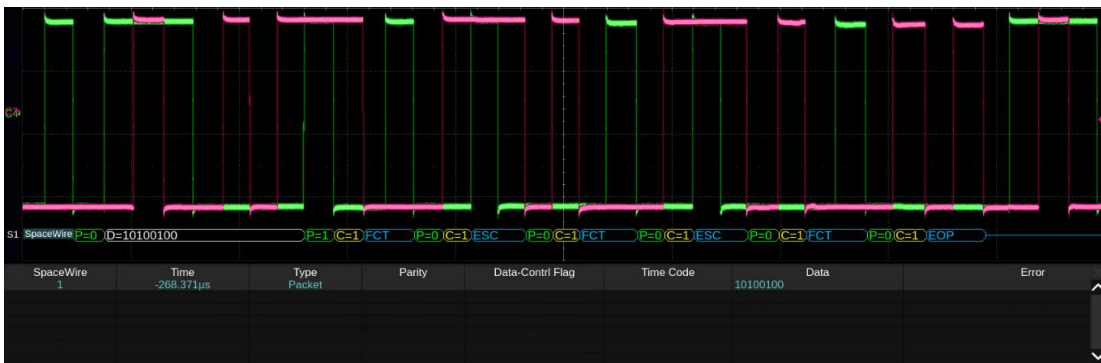 C4
S1 SpaceWire P=0 D=10100100 P=1 C=1 FCT P=0 C=1 ESC P=0 C=1 FCT P=0 C=1 ESC P=0 C=1 FCT P=0 C=1 EOP
SpaceWire Time Type Parity Data-Contrl Flag Time Code Data Error
1 -268.371µs Packet 10100100